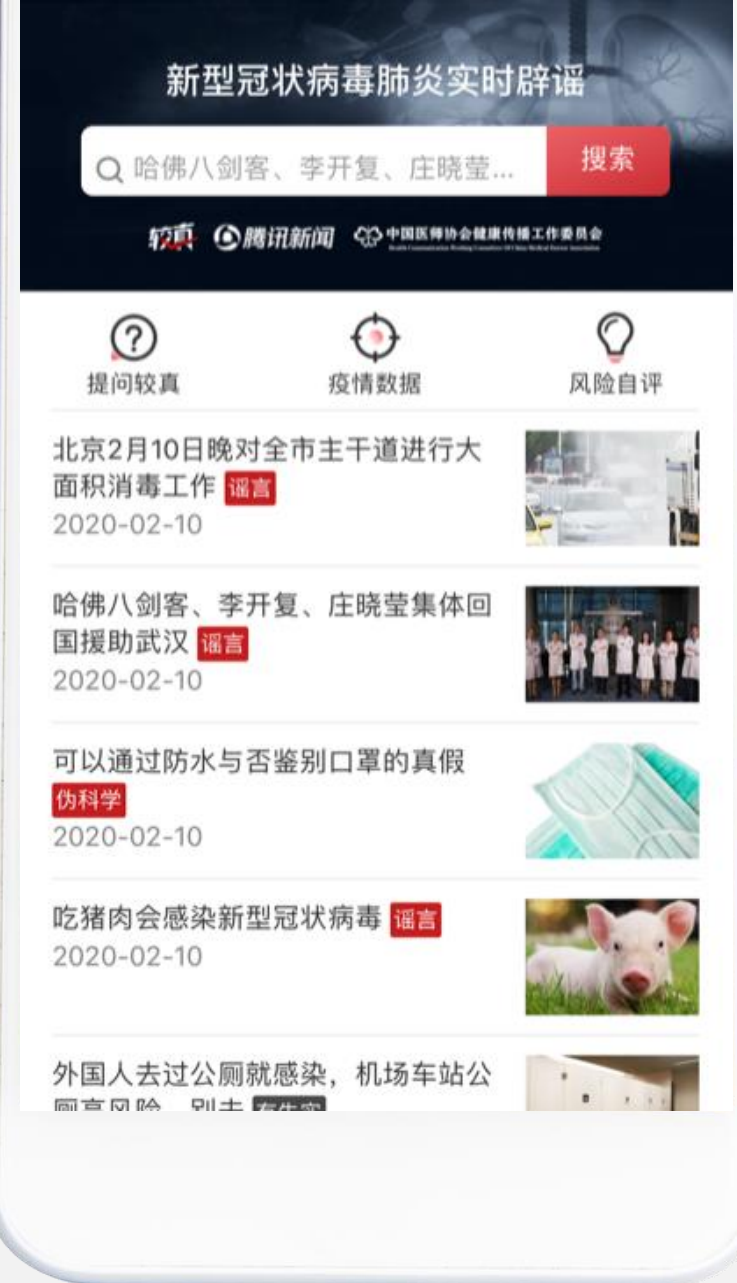 新型冠状病毒肺炎实时辟谣
哈佛八剑客、李开复、庄晓莹...
搜索
较真 腾讯新闻 中国医师协会健康传播工作委员会
提问较真 疫情数据 风险自评
北京2月10日晚对全市主干道进行大
面积消毒工作 谣言
2020-02-10
哈佛八剑客、李开复、庄晓莹集体回
国援助武汉 谣言
2020-02-10
可以通过防水与否鉴别口罩的真假
伪科学
2020-02-10
吃猪肉会感染新型冠状病毒 谣言
2020-02-10
外国人去过公厕就感染，机场车站公
厕高风险，别去